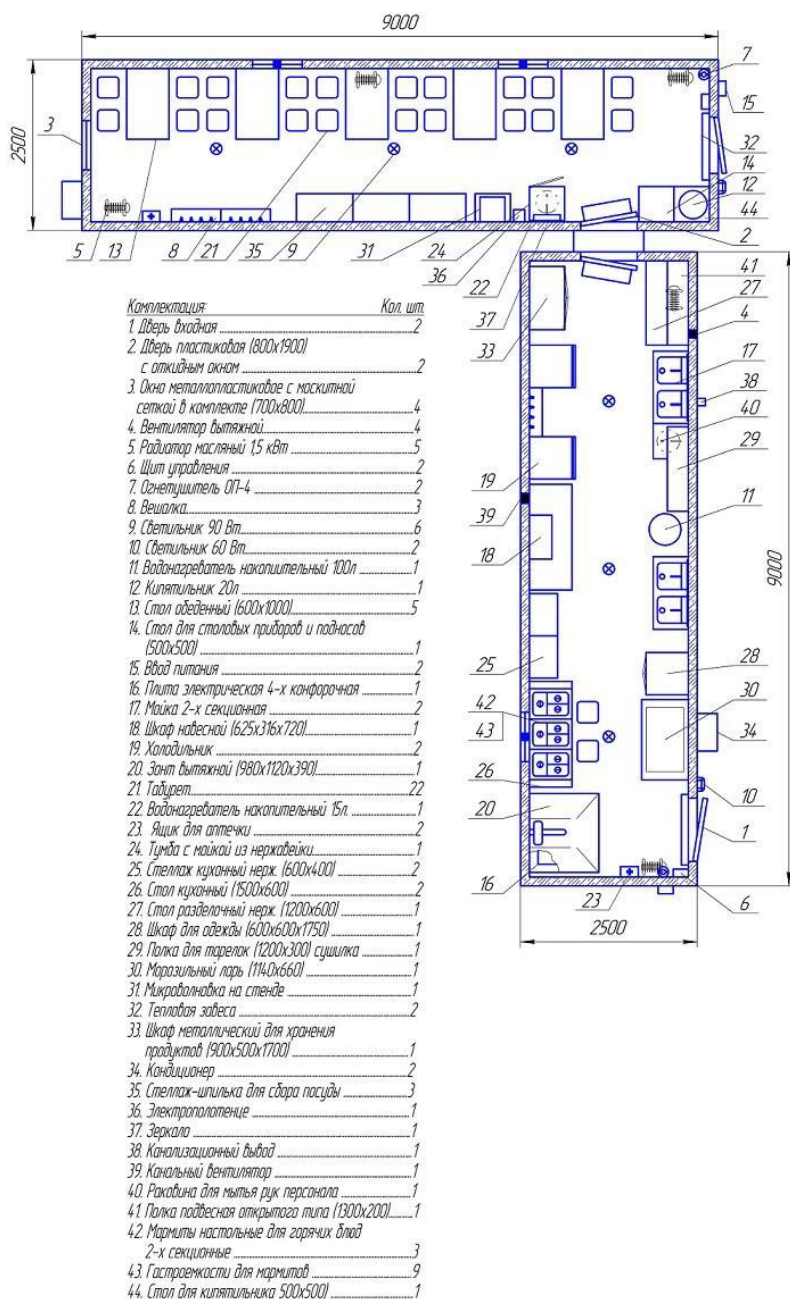 9000
2500
3
7
15
32
14
12
44
2
5
13
8
21
35
9
31
24
36
22
37
41
27
4
17
38
40
29
11
28
30
34
10
1
6
23
16
20
26
43
42
25
18
39
19
33
9000
2500
Комплектация: Кол. шт.
1. Дверь входная 2
2. Дверь пластиковая (800х1900)
с откидным окном 2
3. Окно металлопластиковое с москитной
сеткой в комплекте (700х800) 4
4. Вентилятор вытяжной 4
5. Радиатор масляный 1,5 кВт 5
6. Щит управления 2
7. Огнетушитель ОП-4 2
8. Вешалка 3
9. Светильник 90 Вт 6
10. Светильник 60 Вт 2
11. Водонагреватель накопиительный 100л 1
12. Кипятильник 20л 1
13. Стол обеденный (600х1000) 5
14. Стол для столовых приборов и подносов
(500х500) 1
15. Ввод питания 2
16. Плита электрическая 4-х конфорочная 1
17. Мойка 2-х секционная 2
18. Шкаф навесной (625х316х720) 1
19. Холодильник 2
20. Зонт вытяжной (980х1120х390) 1
21. Табурет 22
22. Водонагреватель накопительный 15л. 1
23. Ящик для аптечки 2
24. Тумба с мойкой из нержавейки 1
25. Стеллаж кухонный нерж. (600х400) 2
26. Стол кухонный (1500х600) 2
27. Стол разделочный нерж. (1200х600) 1
28. Шкаф для одежды (600х600х1750) 1
29. Полка для тарелок (1200х300) сушилка 1
30. Морозильный ларь (1140х660) 1
31. Микроволновка на стенде 1
32. Тепловая завеса 2
33. Шкаф металлический для хранения
продуктов (900х500х1700) 1
34. Кондиционер 2
35. Стеллаж-шпилька для сбора посуды 3
36. Электрополотенце 1
37. Зеркало 1
38. Канализационный вывод 1
39. Канальный вентилятор 1
40. Раковина для мытья рук персонала 1
41. Полка подвесная открытого типа (1300х200) 1
42. Мармиты настольные для горячих блюд
2-х секционные 3
43. Гастроемкости для мармитов 9
44. Стол для кипятильника 500х500) 1